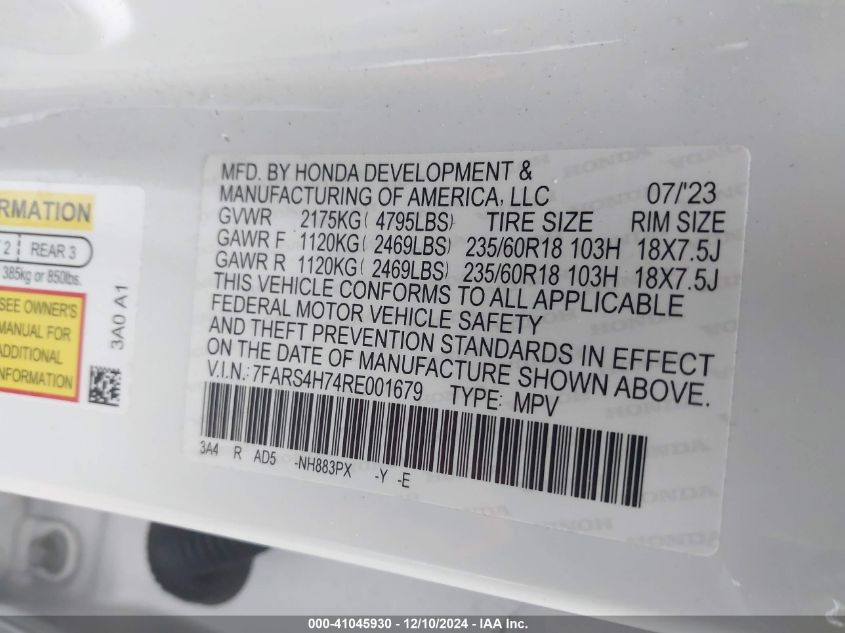 RMATION
2 REAR 3
385kg or 850lbs.
SEE OWNER'S
MANUAL FOR
ADDITIONAL
INFORMATION
3A0 A1
MFD. BY HONDA DEVELOPMENT &
MANUFACTURING OF AMERICA, LLC 07/'23
GVWR 2175KG( 4795LBS) TIRE SIZE RIM SIZE
GAWR F 1120KG( 2469LBS) 235/60R18 103H 18X7.5J
GAWR R 1120KG( 2469LBS) 235/60R18 103H 18X7.5J
THIS VEHICLE CONFORMS TO ALL APPLICABLE
FEDERAL MOTOR VEHICLE SAFETY
AND THEFT PREVENTION STANDARDS IN EFFECT
ON THE DATE OF MANUFACTURE SHOWN ABOVE.
V.I.N.: 7FARS4H74RE001679 TYPE: MPV
3A4 R AD5 -NH883PX -Y -E
HONDA
000-41045930 - 12/10/2024 - IAA Inc.